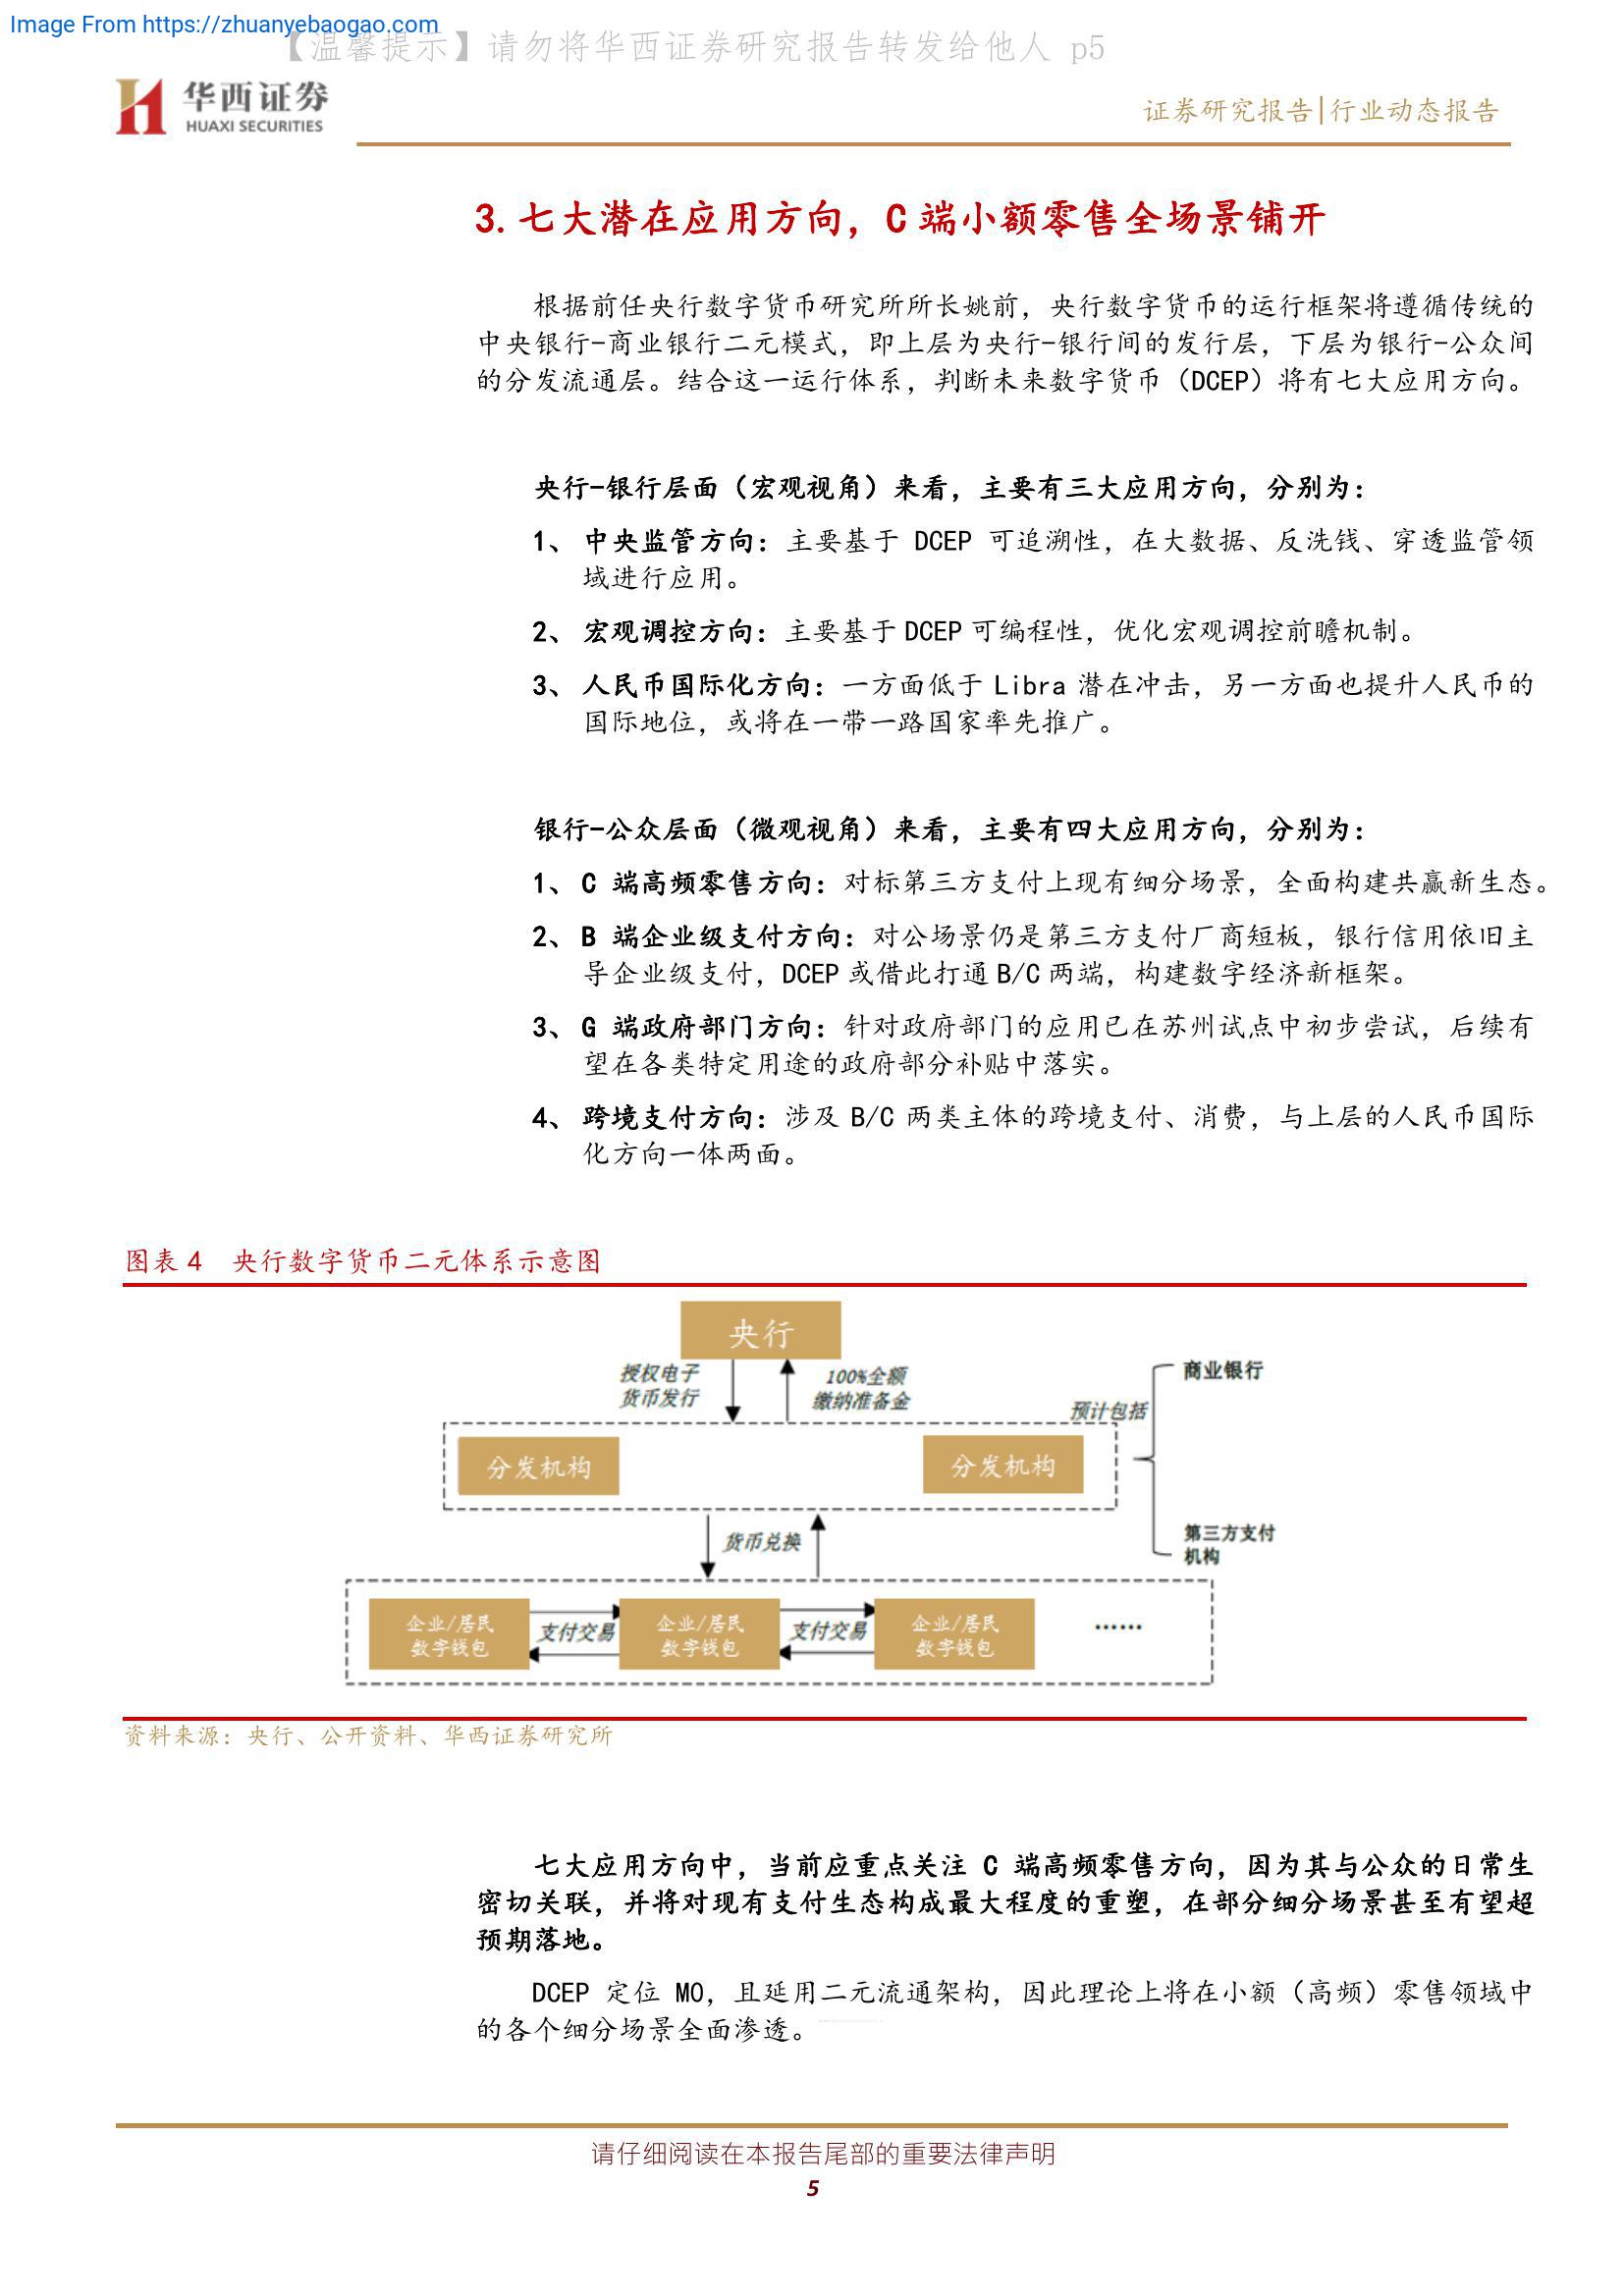 Image From https://zhuanyebaogao.com
【温馨提示】请勿将华西证券研究报告转发给他人 p5
华西证券
HUAXI SECURITIES
证券研究报告|行业动态报告
3.七大潜在应用方向，C 端小额零售全场景铺开
根据前任央行数字货币研究所所长姚前，央行数字货币的运行框架将遵循传统的
中央银行-商业银行二元模式，即上层为央行-银行间的发行层，下层为银行-公众间
的分发流通层。结合这一运行体系，判断未来数字货币（DCEP）将有七大应用方向。
央行-银行层面（宏观视角）来看，主要有三大应用方向，分别为：
1、 中央监管方向：主要基于 DCEP 可追溯性，在大数据、反洗钱、穿透监管领
域进行应用。
2、 宏观调控方向：主要基于 DCEP 可编程性，优化宏观调控前瞻机制。
3、 人民币国际化方向：一方面低于 Libra 潜在冲击，另一方面也提升人民币的
国际地位，或将在一带一路国家率先推广。
银行-公众层面（微观视角）来看，主要有四大应用方向，分别为：
1、 C 端高频零售方向：对标第三方支付上现有细分场景，全面构建共赢新生态。
2、 B 端企业级支付方向：对公场景仍是第三方支付厂商短板，银行信用依旧主
导企业级支付，DCEP 或借此打通 B/C 两端，构建数字经济新框架。
3、 G 端政府部门方向：针对政府部门的应用已在苏州试点中初步尝试，后续有
望在各类特定用途的政府部分补贴中落实。
4、 跨境支付方向：涉及 B/C 两类主体的跨境支付、消费，与上层的人民币国际
化方向一体两面。
图表 4 央行数字货币二元体系示意图
央行
授权电子
货币发行
100%全额
缴纳准备金
预计包括
商业银行
分发机构
分发机构
货币兑换
第三方支付
机构
企业/居民
数字钱包
支付交易
企业/居民
数字钱包
支付交易
企业/居民
数字钱包
……
资料来源：央行、公开资料、华西证券研究所
七大应用方向中，当前应重点关注 C 端高频零售方向，因为其与公众的日常生
密切关联，并将对现有支付生态构成最大程度的重塑，在部分细分场景甚至有望超
预期落地。
DCEP 定位 M0，且延用二元流通架构，因此理论上将在小额（高频）零售领域中
的各个细分场景全面渗透。
请仔细阅读在本报告尾部的重要法律声明
5